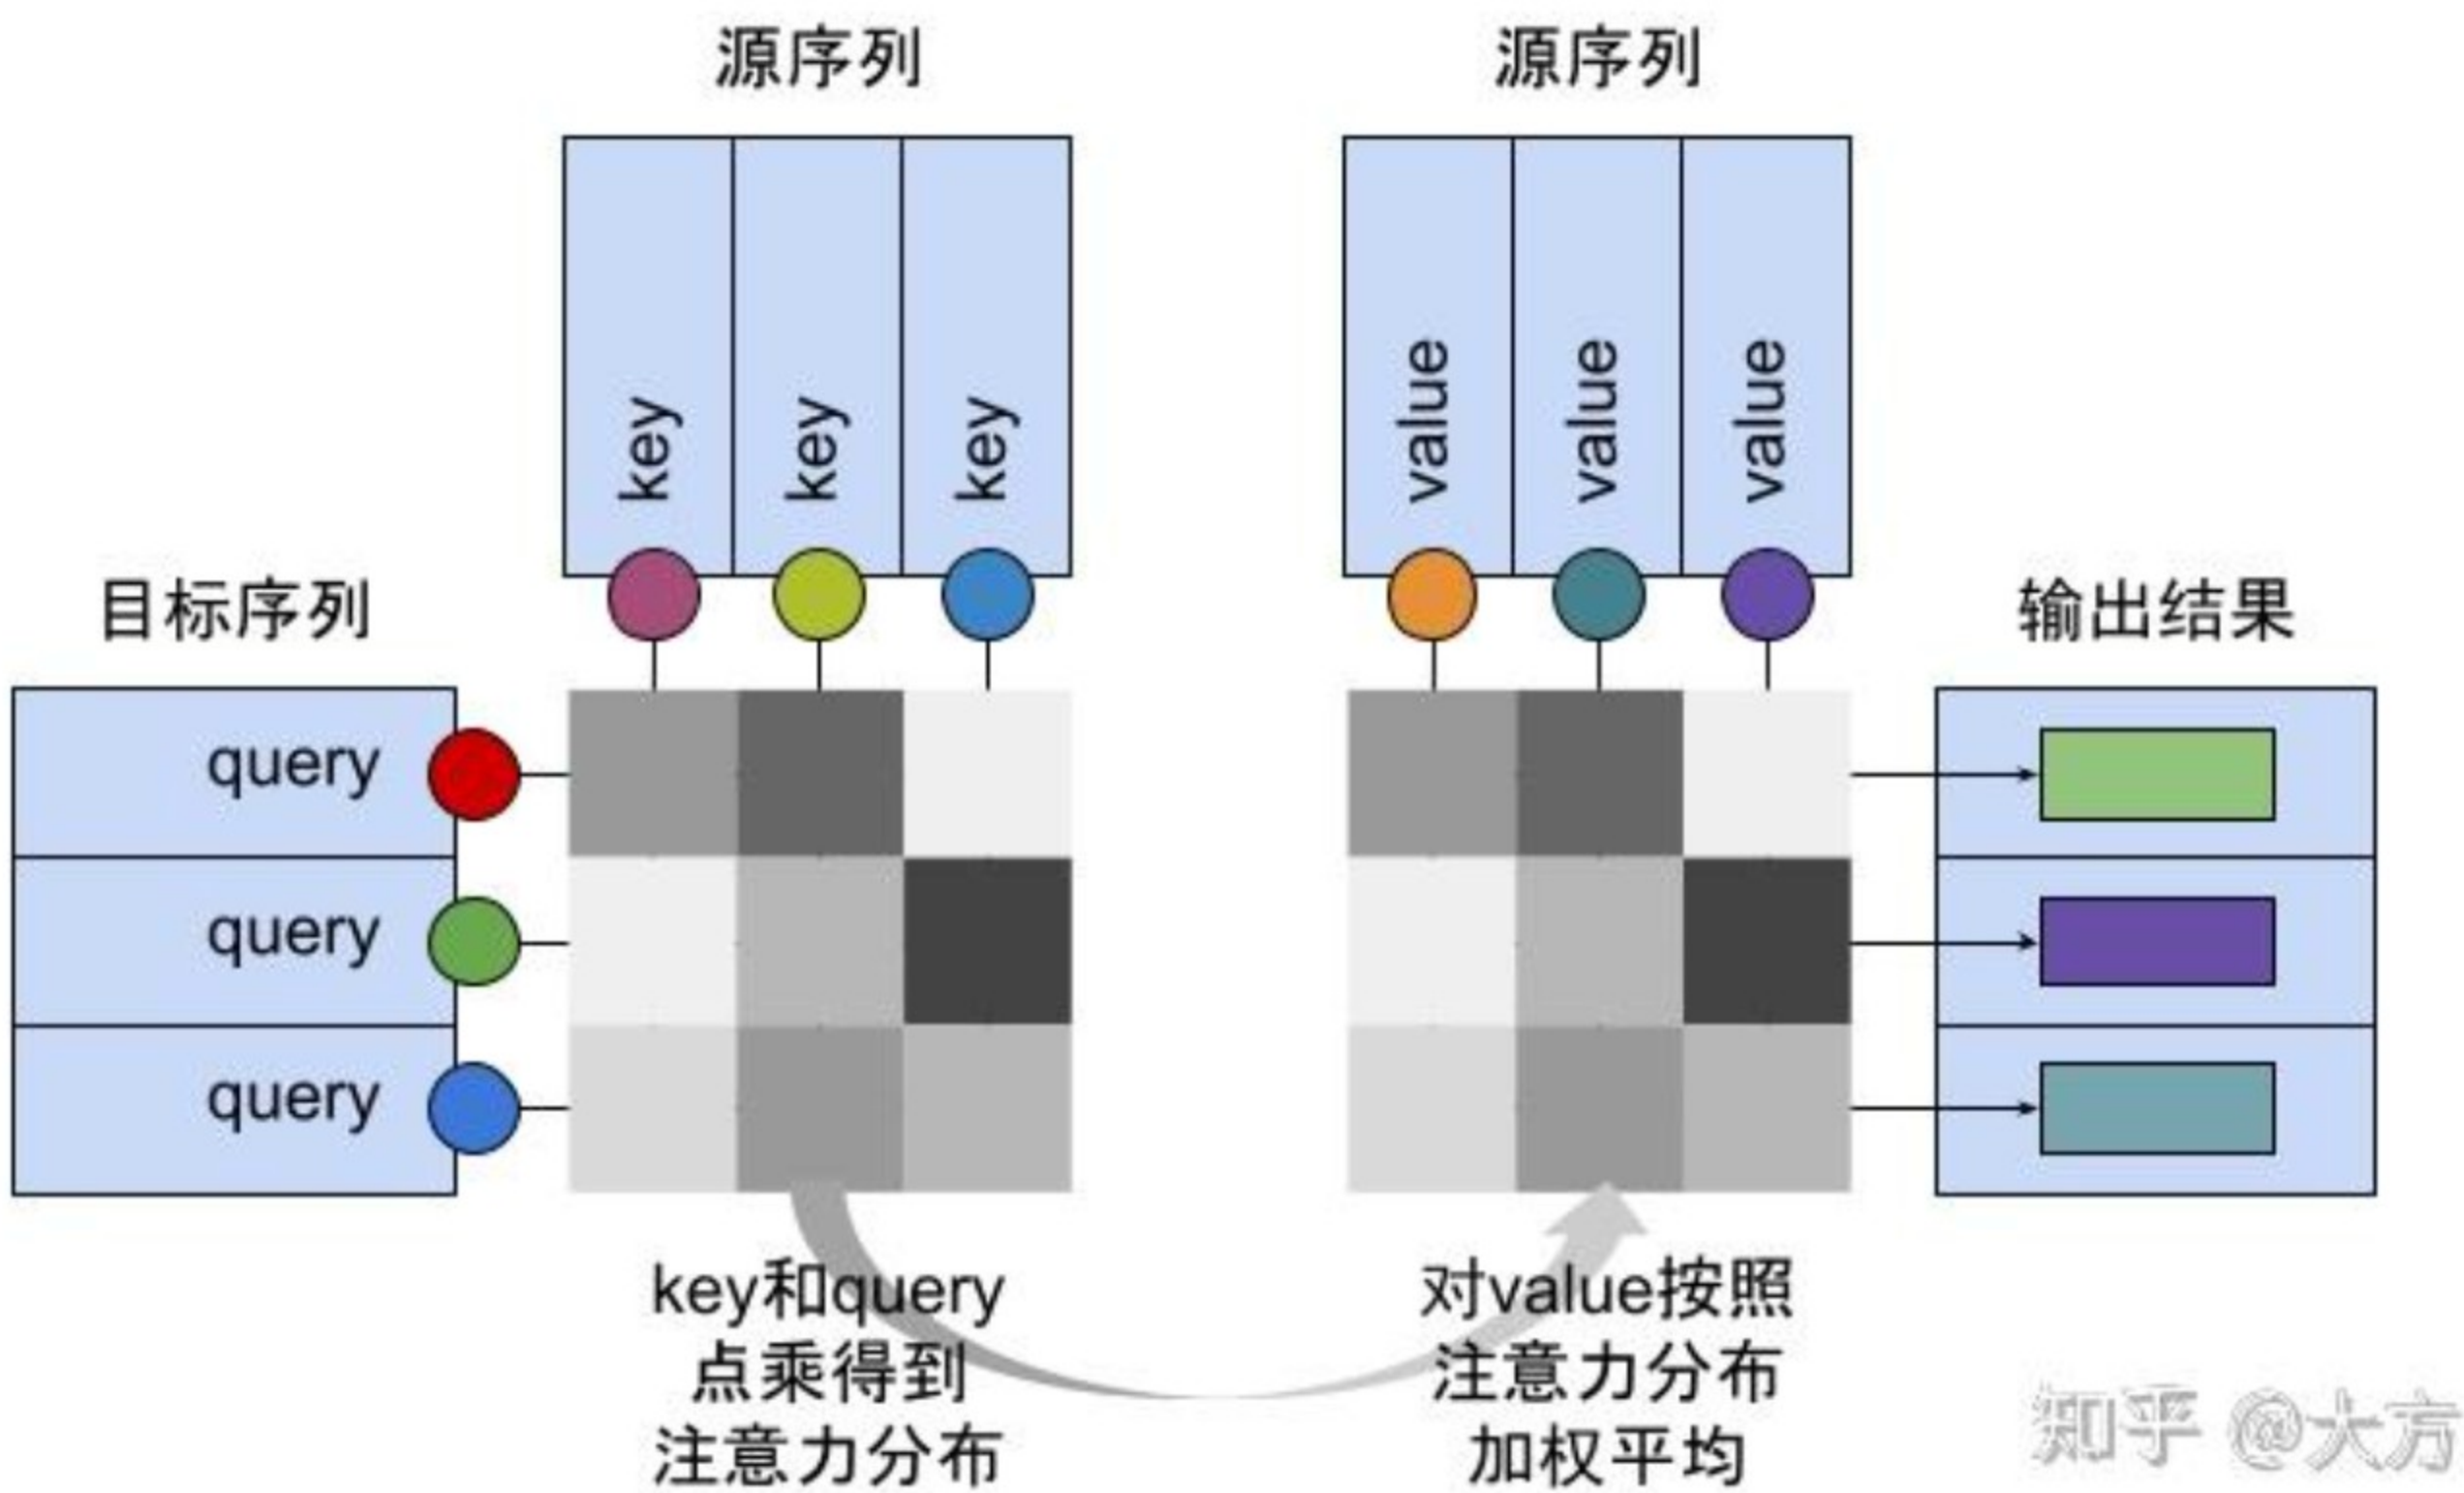 源序列
源序列
key
key
key
value
value
value
目标序列
输出结果
query
query
query
key和query
点乘得到
注意力分布
对value按照
注意力分布
加权平均
知乎 @大方